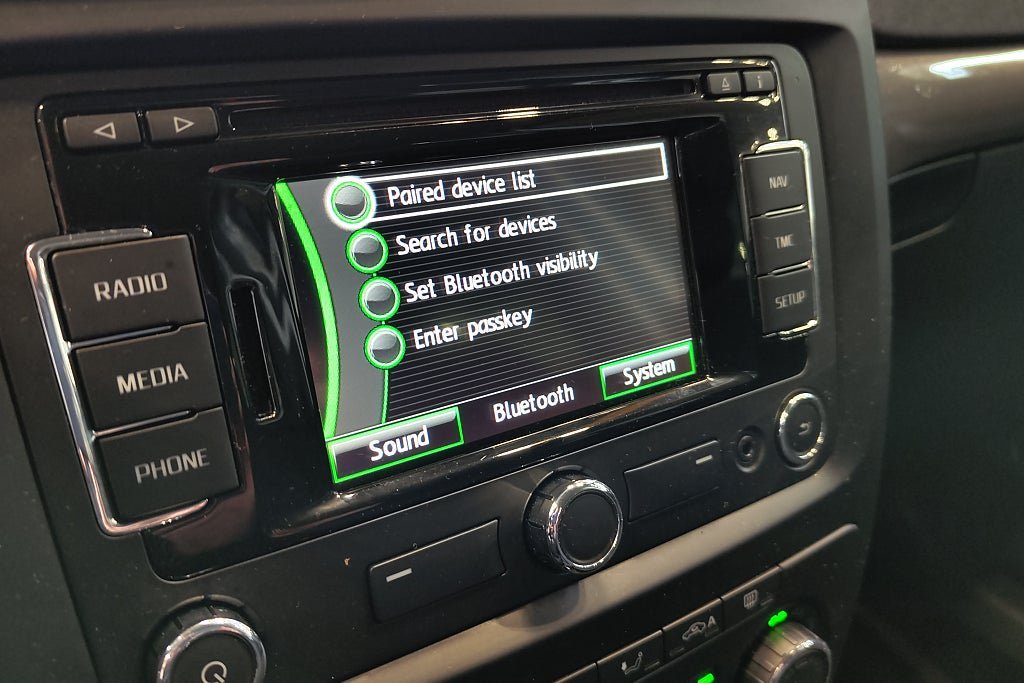 i
RADIO
MEDIA
PHONE
Paired device list
Search for devices
Set Bluetooth visibility
Enter passkey
Sound
Bluetooth
System
NAV
TMC
SETUP
A